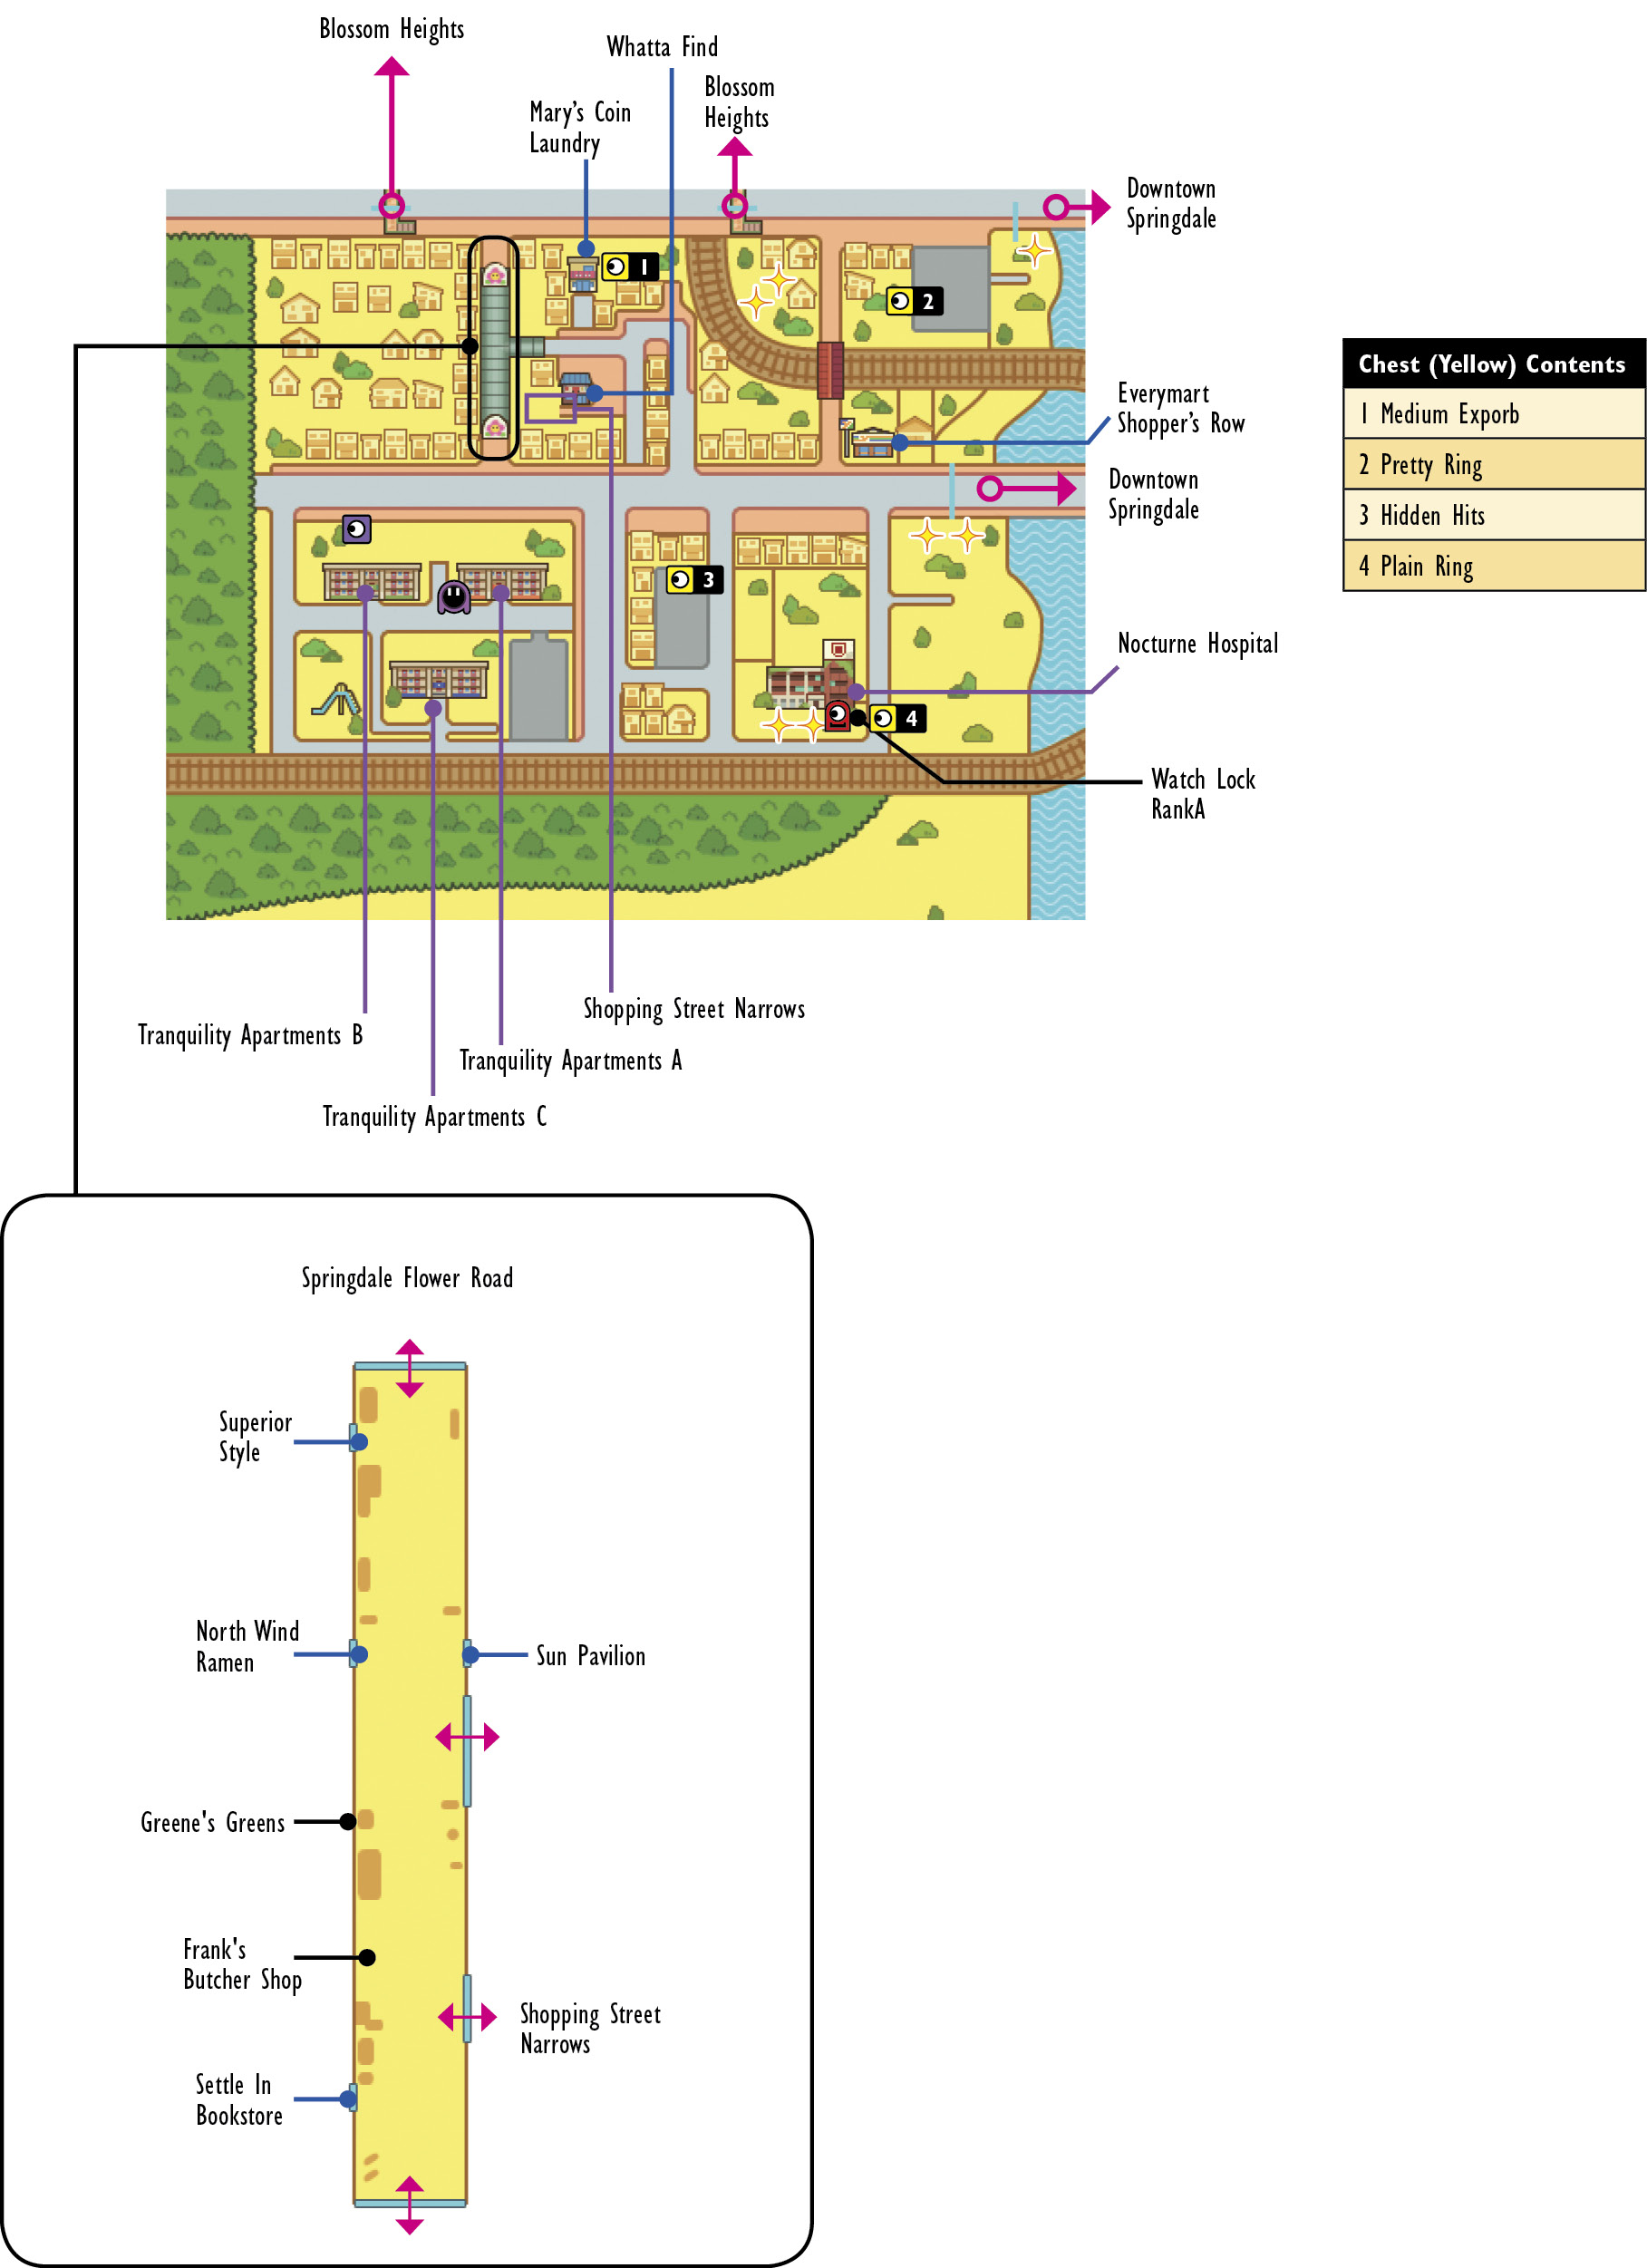 Blossom Heights
Whatta Find
Blossom
Heights
Mary's Coin
Laundry
Downtown
Springdale
1
2
Everymart
Shopper's Row
Downtown
Springdale
Chest (Yellow) Contents
1 Medium Exporb
2 Pretty Ring
3 Hidden Hits
4 Plain Ring
3
Nocturne Hospital
4
Watch Lock
RankA
Shopping Street Narrows
Tranquility Apartments B
Tranquility Apartments A
Tranquility Apartments C
Springdale Flower Road
Superior
Style
North Wind
Ramen
Sun Pavilion
Greene's Greens
Frank's
Butcher Shop
Shopping Street
Narrows
Settle In
Bookstore